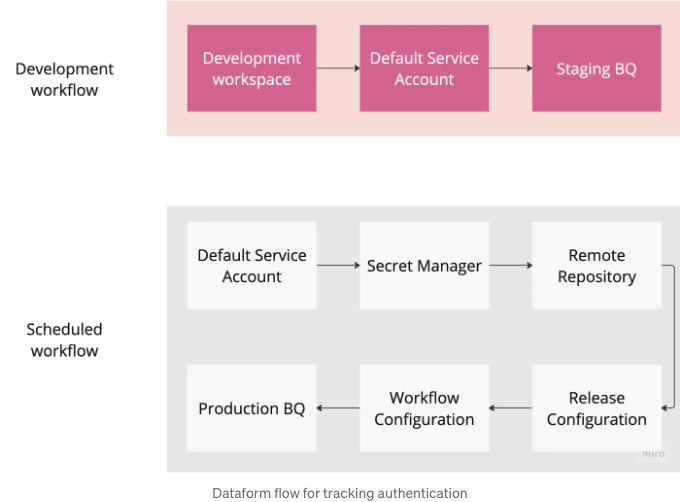 Development
workflow
Development
workspace
Default Service
Account
Staging BQ
Scheduled
workflow
Default Service
Account
Secret Manager
Remote
Repository
Production BQ
Workflow
Configuration
Release
Configuration
miro
Dataform flow for tracking authentication